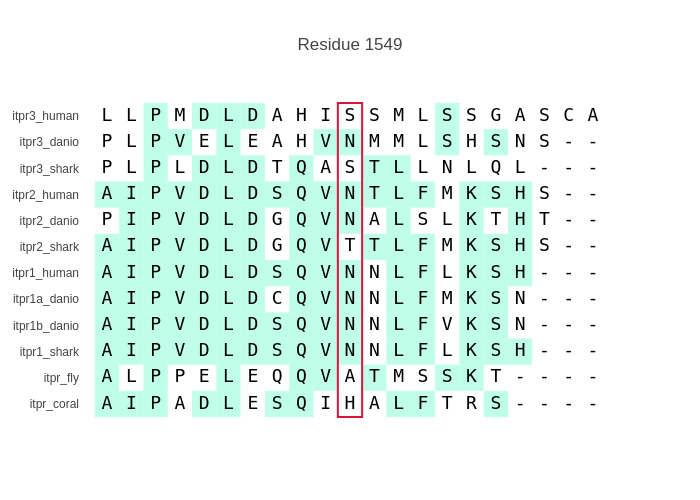 Residue 1549
itpr3_human L L P M D L D A H I S S M L S S G A S C A
itpr3_danio P L P V E L E A H V N M M L S H S N S - -
itpr3_shark P L P L D L D T Q A S T L L N L Q L - - -
itpr2_human A I P V D L D S Q V N T L F M K S H S - -
itpr2_danio P I P V D L D G Q V N A L S L K T H T - -
itpr2_shark A I P V D L D G Q V T T L F M K S H S - -
itpr1_human A I P V D L D S Q V N N L F L K S H - - -
itpr1a_danio A I P V D L D C Q V N N L F M K S N - - -
itpr1b_danio A I P V D L D S Q V N N L F V K S N - - -
itpr1_shark A I P V D L D S Q V N N L F L K S H - - -
itpr_fly A L P P E L E Q Q V A T M S S K T - - - -
itpr_coral A I P A D L E S Q I H A L F T R S - - - -